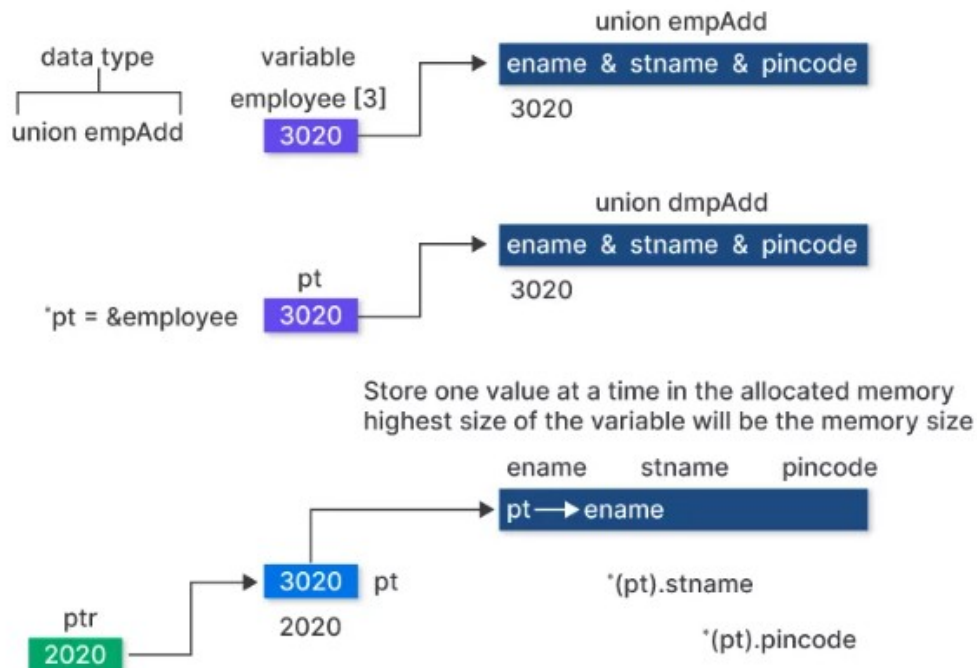 union empAdd
data type
variable
ename & stname & pincode
employee [3]
3020
union empAdd
3020
union dmpAdd
ename & stname & pincode
pt
3020
*pt = &employee
3020
Store one value at a time in the allocated memory
highest size of the variable will be the memory size
ename stname pincode
pt ename
3020 pt
*(pt).stname
2020
ptr
*(pt).pincode
2020